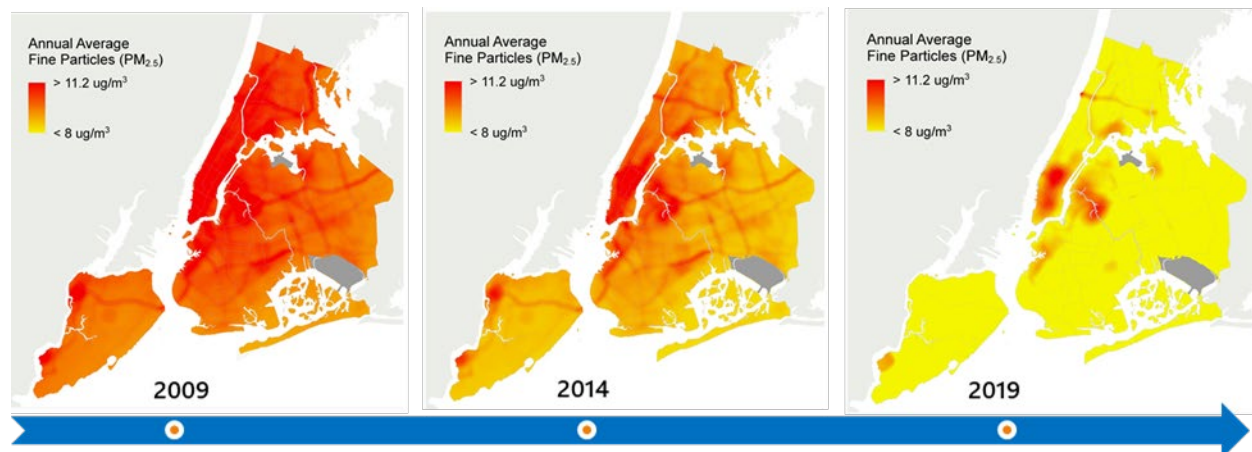 Annual Average
Fine Particles (PM2.5)
> 11.2 ug/m³
< 8 ug/m³
2009
Annual Average
Fine Particles (PM2.5)
> 11.2 ug/m³
< 8 ug/m³
2014
Annual Average
Fine Particles (PM2.5)
> 11.2 ug/m³
< 8 ug/m³
2019